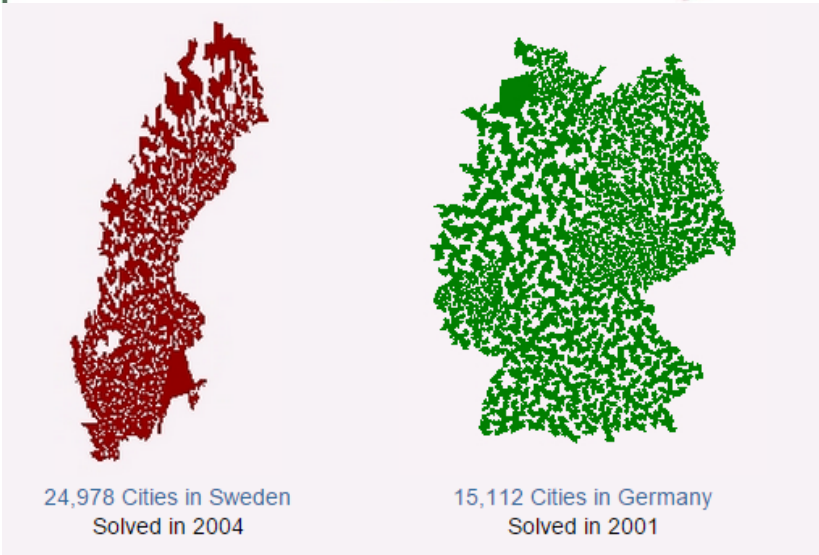 24,978 Cities in Sweden
Solved in 2004
15,112 Cities in Germany
Solved in 2001